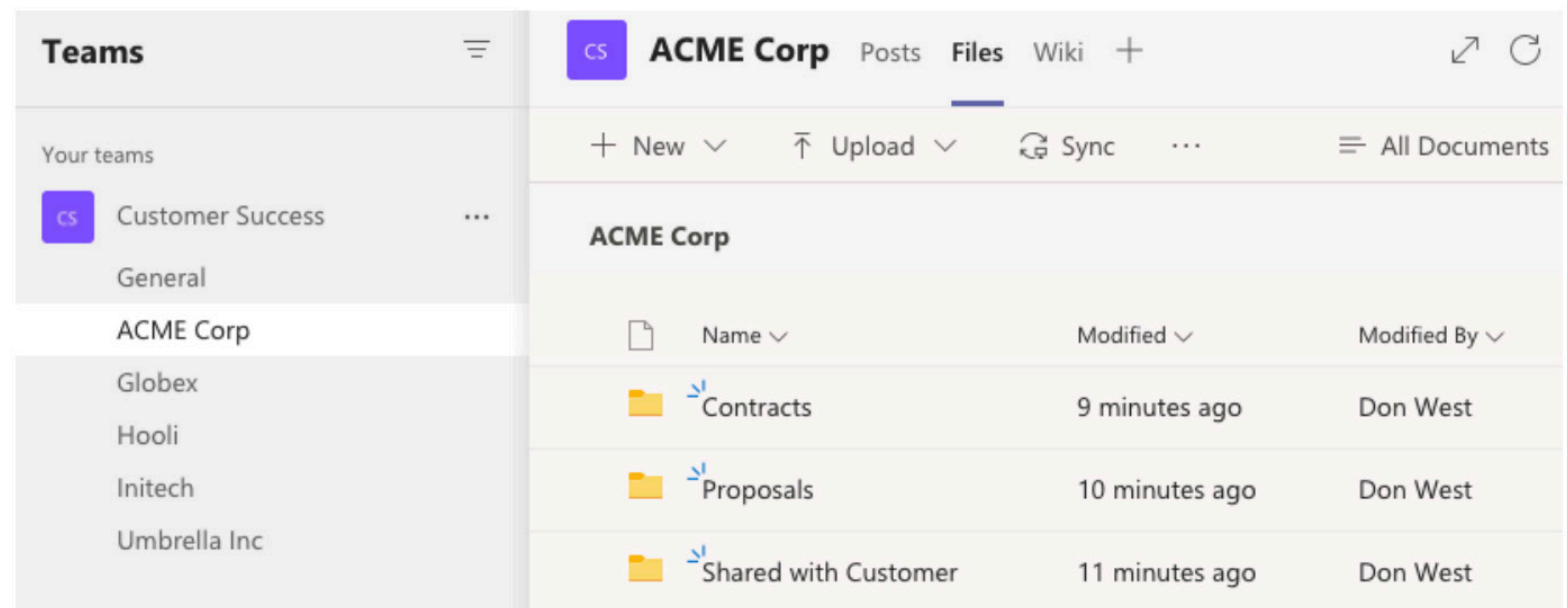 Teams
Your teams
CS Customer Success ...
General
ACME Corp
Globex
Hooli
Initech
Umbrella Inc
CS ACME Corp Posts Files Wiki +
+ New Upload Sync ... All Documents
ACME Corp
Name Modified Modified By
Contracts 9 minutes ago Don West
Proposals 10 minutes ago Don West
Shared with Customer 11 minutes ago Don West